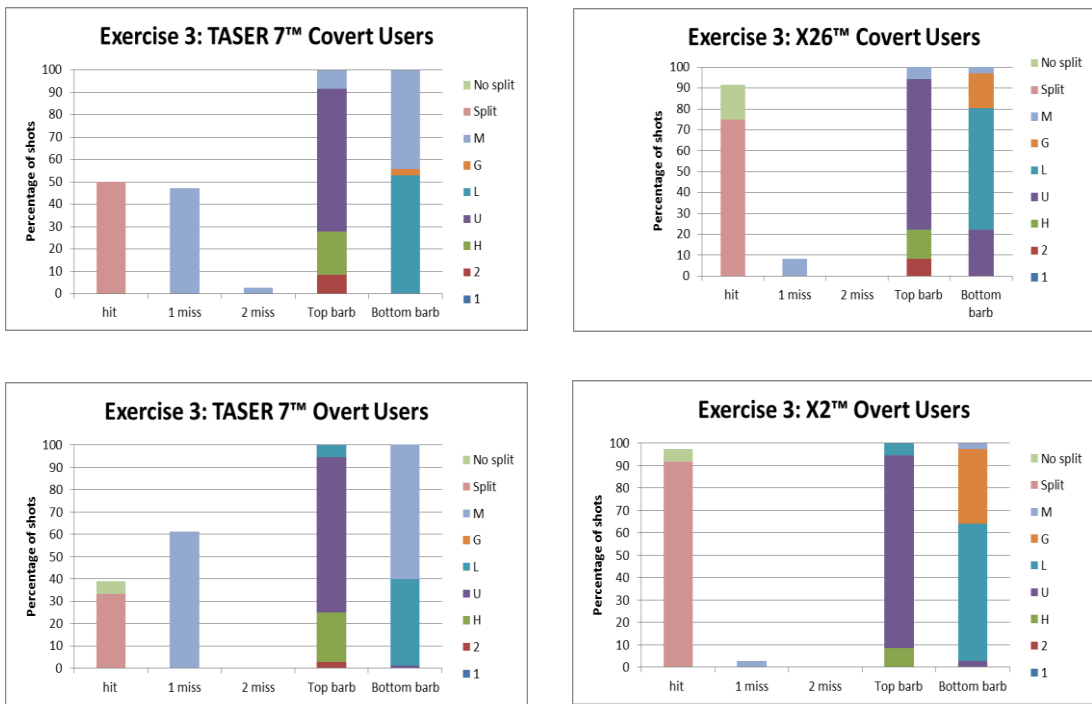 Exercise 3: TASER 7™ Covert Users
Percentage of shots
100
90
80
70
60
50
40
30
20
10
0
hit 1 miss 2 miss Top barb Bottom barb
No split
Split
M
G
L
U
H
2
1
Exercise 3: X26™ Covert Users
Percentage of shots
100
90
80
70
60
50
40
30
20
10
0
hit 1 miss 2 miss Top barb Bottom
barb
No split
Split
M
G
L
U
H
2
1
Exercise 3: TASER 7™ Overt Users
Percentage of shots
100
90
80
70
60
50
40
30
20
10
0
hit 1 miss 2 miss Top barb Bottom barb
No split
Split
M
G
L
U
H
2
1
Exercise 3: X2™ Overt Users
Percentage of shots
100
90
80
70
60
50
40
30
20
10
0
hit 1 miss 2 miss Top barb Bottom barb
No split
Split
M
G
L
U
H
2
1